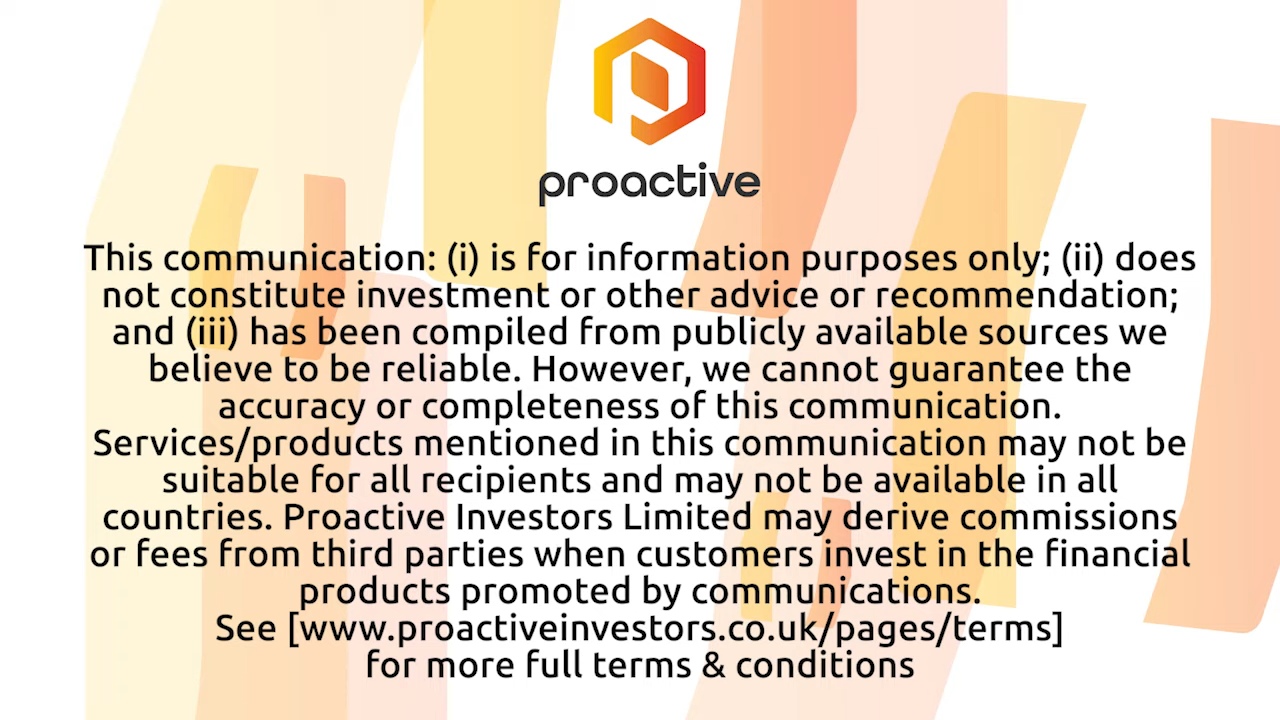 proactive
This communication: (i) is for information purposes only; (ii) does
not constitute investment or other advice or recommendation;
and (iii) has been compiled from publicly available sources we
believe to be reliable. However, we cannot guarantee the
accuracy or completeness of this communication.
Services/products mentioned in this communication may not be
suitable for all recipients and may not be available in all
countries. Proactive Investors Limited may derive commissions
or fees from third parties when customers invest in the financial
products promoted by communications.
See [www.proactiveinvestors.co.uk/pages/terms]
for more full terms & conditions